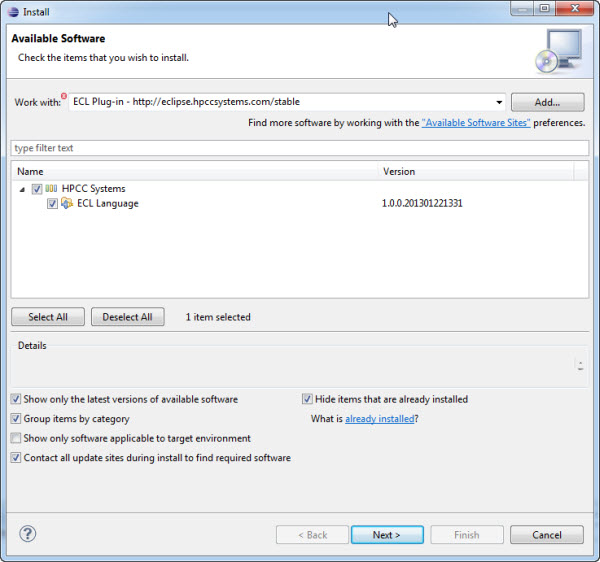 Install
Available Software
Check the items that you wish to install.
Work with: ECL Plug-in - http://eclipse.hpccsystems.com/stable Add...
Find more software by working with the "Available Software Sites" preferences.
type filter text
Name Version
HPCC Systems
ECL Language 1.0.0.201301221331
Select All Deselect All 1 item selected
Details
Show only the latest versions of available software Hide items that are already installed
Group items by category What is already installed?
Show only software applicable to target environment
Contact all update sites during install to find required software
? < Back Next > Finish Cancel